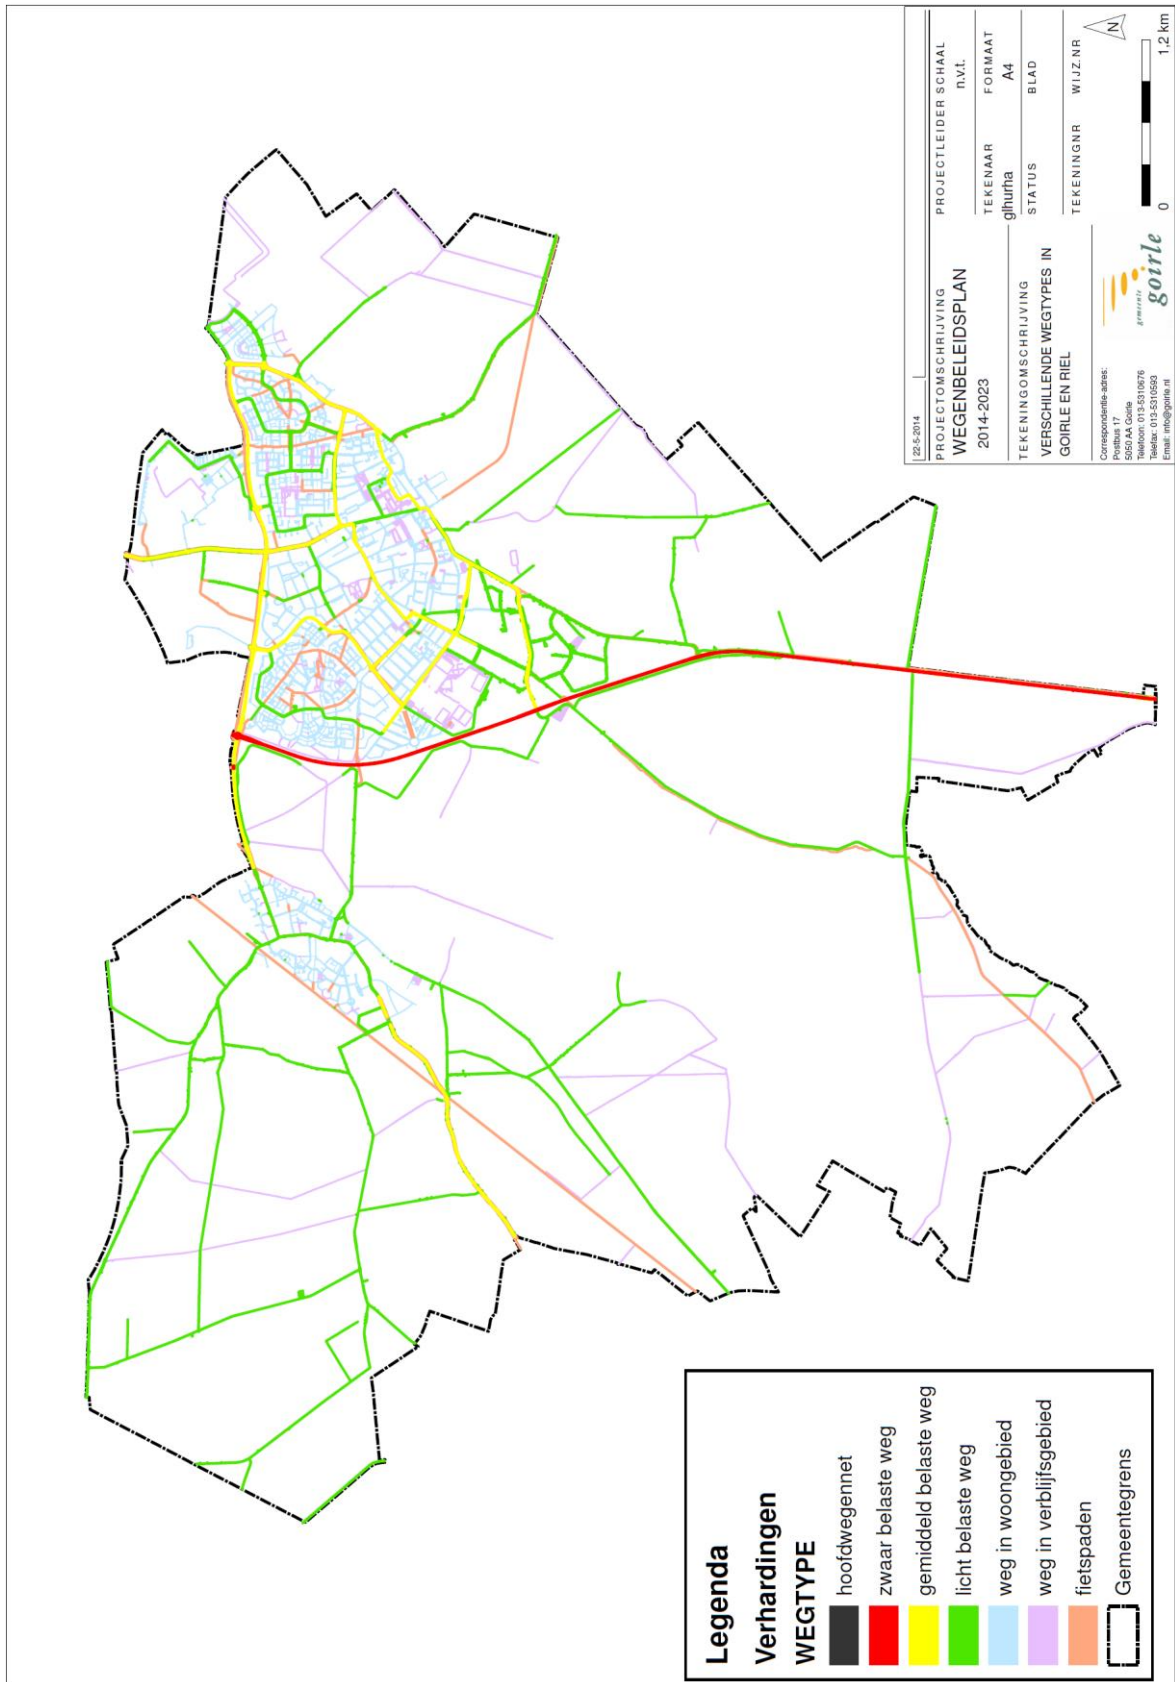 Legenda
Verhardingen
WEGTYPE
hoofdwegennet
zwaar belaste weg
gemiddeld belaste weg
licht belaste weg
weg in woongebied
weg in verblijfsgebied
fietspaden
Gemeentegrens
22-5-2014
PROJECTOMSCHRIJVING
WEGENBELEIDSPLAN
2014-2023
PROJECTLEIDER
SCHAAL
n.v.t.
TEKENAAR
glhurha
FORMAAT
A4
TEKENINGOMSCHRIJVING
VERSCHILLENDE WEGTYPES IN
GOIRLE EN RIEL
STATUS
BLAD
TEKENINGNR
WIJZ.NR
Correspondentie-adres:
Postbus 17
5050 AA Goirle
Telefoon: 013-5310676
Telefax: 013-5310593
Email: info@goirle.nl
gemeente
goirle
N
0
1,2 km